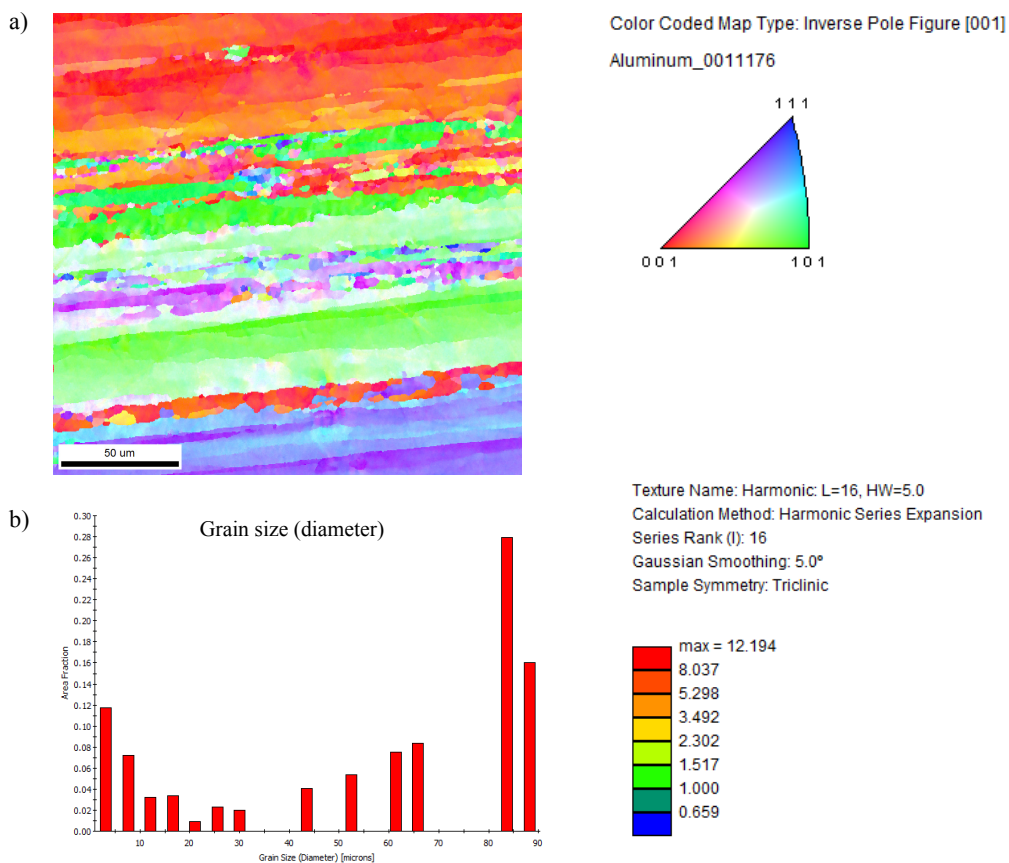 a)
Color Coded Map Type: Inverse Pole Figure [001]
Aluminum_0011176
1 1 1
0 0 1
1 0 1
50 um
b)
Grain size (diameter)
0.30
0.28
0.26
0.24
0.22
0.20
0.18
0.16
0.14
0.12
0.10
0.08
0.06
0.04
0.02
0.00
Area Fraction
10 20 30 40 50 60 70 80 90
Grain Size (Diameter) [microns]
Texture Name: Harmonic: L=16, HW=5.0
Calculation Method: Harmonic Series Expansion
Series Rank (l): 16
Gaussian Smoothing: 5.0°
Sample Symmetry: Triclinic
max = 12.194
8.037
5.298
3.492
2.302
1.517
1.000
0.659